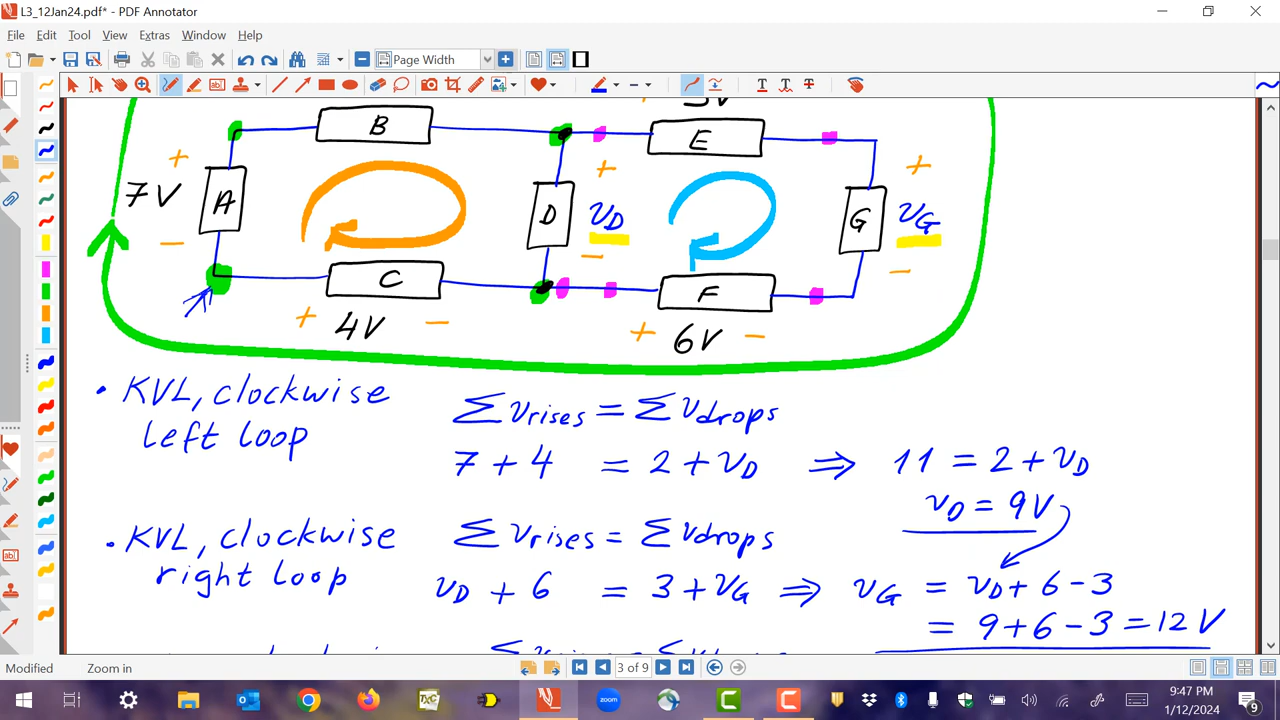 L3_12Jan24.pdf* - PDF Annotator
File Edit Tool View Extras Window Help
Page Width
B
E
+ + +
7V A D vD G vG
- - -
C F
+ 4V - + 6V -
• KVL, clockwise
left loop
Σ vrises = Σ vdrops
7 + 4 = 2 + vD ⇒ 11 = 2 + vD
vD = 9V
• KVL, clockwise
right loop
Σ vrises = Σ vdrops
vD + 6 = 3 + vG ⇒ vG = vD + 6 - 3
= 9 + 6 - 3 = 12 V
Modified Zoom in 3 of 9
zoom
9:47 PM
1/12/2024
9